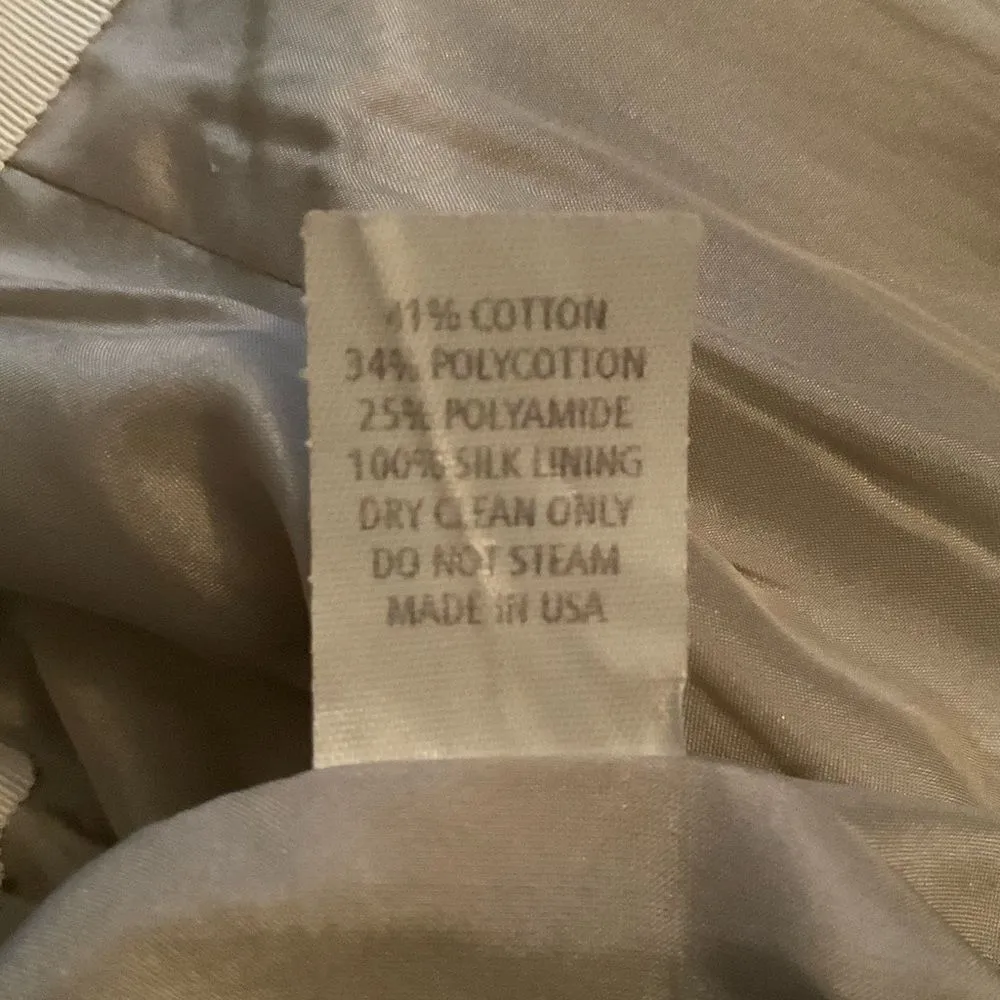 41% COTTON
34% POLYCOTTON
25% POLYAMIDE
100% SILK LINING
DRY CLEAN ONLY
DO NOT STEAM
MADE IN USA